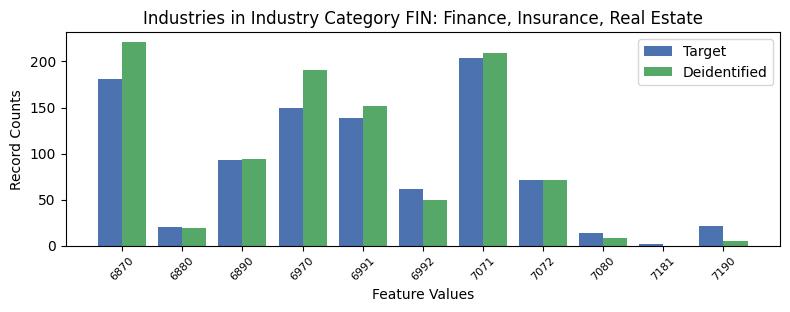 Industries in Industry Category FIN: Finance, Insurance, Real Estate
Target
Deidentified
Record Counts
200
150
100
50
0
6870 6880 6890 6970 6991 6992 7071 7072 7080 7181 7190
Feature Values